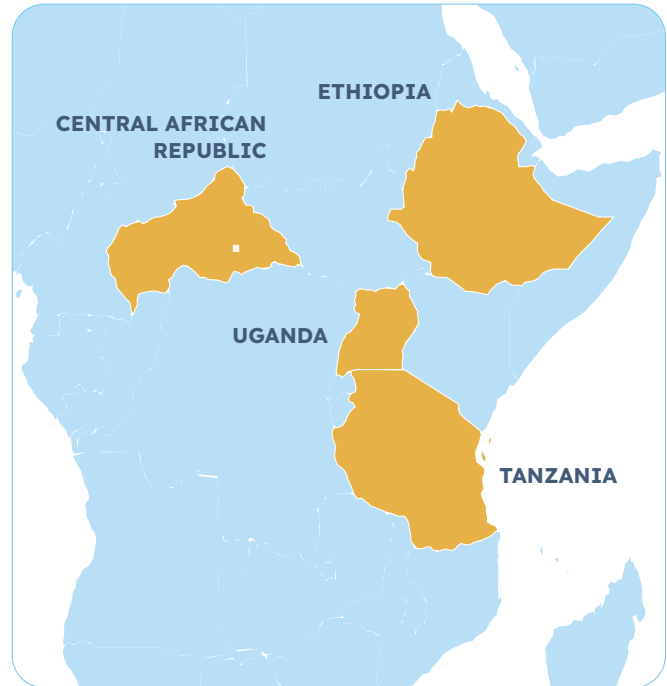 ETHIOPIA
CENTRAL AFRICAN
REPUBLIC
UGANDA
TANZANIA